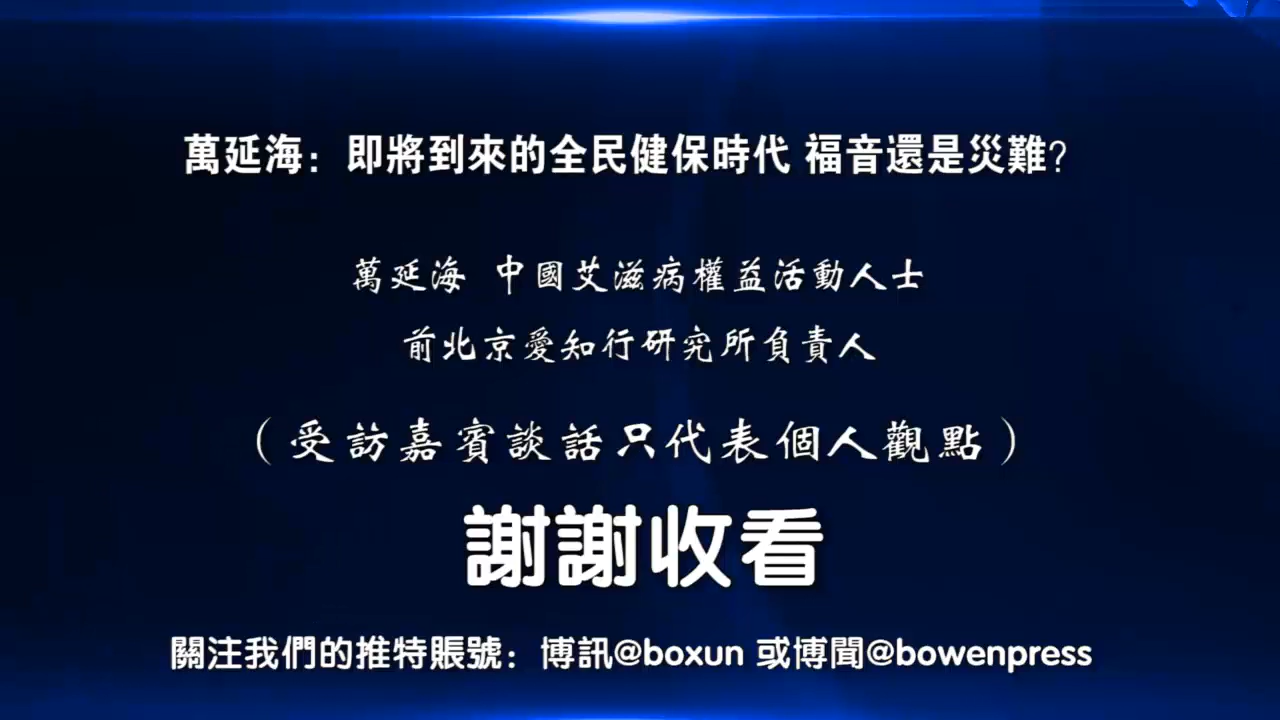 萬延海：即將到來的全民健保時代 福音還是災難?
萬延海 中國艾滋病權益活動人士
前北京愛知行研究所負責人
（受訪嘉賓談話只代表個人觀點）
謝謝收看
關注我們的推特賬號：博訊@boxun 或博聞@bowenpress